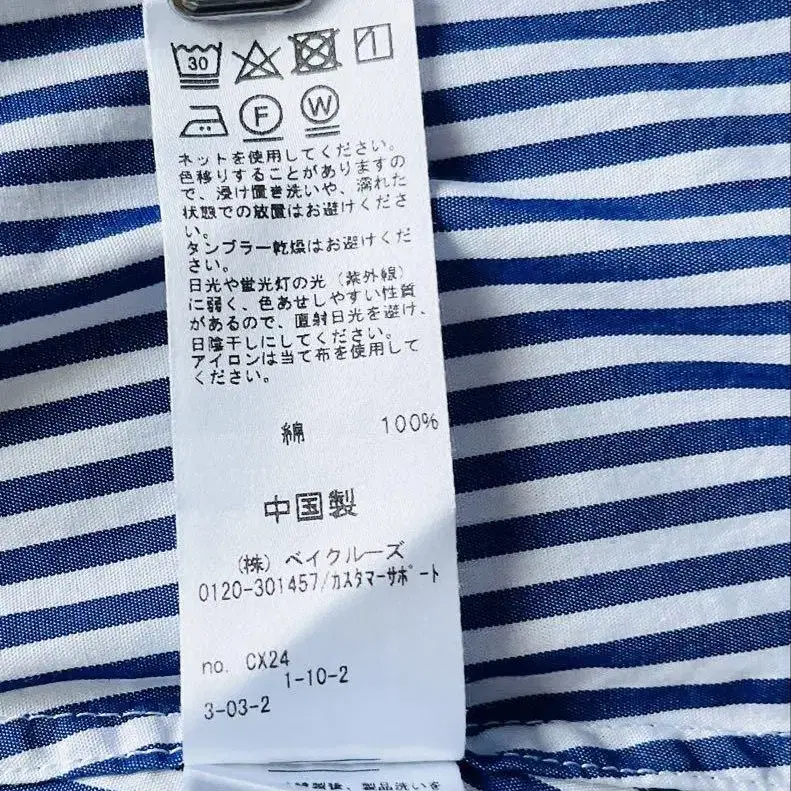 30
F W
ネットを使用してください。
色移りすることがありますの
で、浸け置き洗いや、濡れた
状態での放置はお避けくださ
い。
タンブラー乾燥はお避けくだ
さい。
日光や蛍光灯の光（紫外線）
に弱く、色あせしやすい性質
があるので、直射日光を避け、
日陰干しにしてください。
アイロンは当て布を使用して
ください。
綿 100%
中国製
(株) ベイクルーズ
0120-301457/カスタマーサポート
no. CX24
1-10-2
3-03-2
製品洗いを